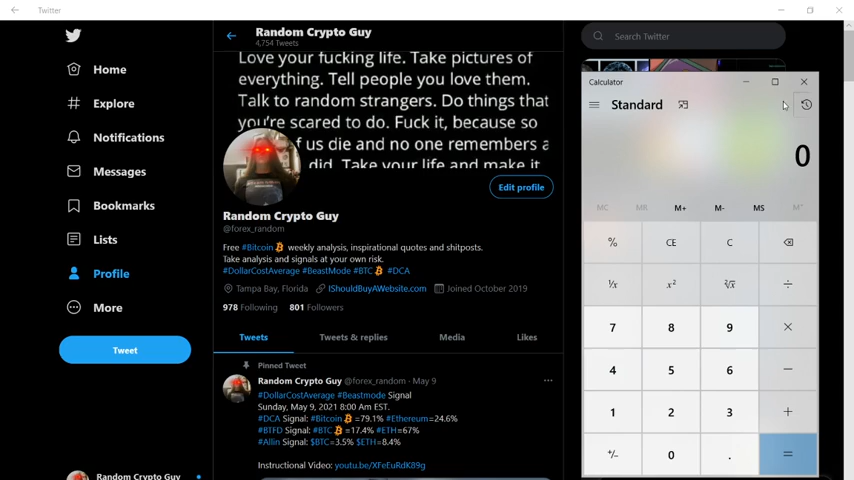 Twitter
Home
Explore
Notifications
Messages
Bookmarks
Lists
Profile
More
Tweet
Random Crypto Guy
Random Crypto Guy
4,754 Tweets
Love your fucking life. Take pictures of
everything. Tell people you love them.
Talk to random strangers. Do things that
you're scared to do. Fuck it, because so
of us die and no one remembers a
did. Take your life and make it
Edit profile
Random Crypto Guy
@forex_random
Free #Bitcoin weekly analysis, inspirational quotes and shitposts.
Take analysis and signals at your own risk.
#DollarCostAverage #BeastMode #BTC #DCA
Tampa Bay, Florida IShouldBuyAWebsite.com Joined October 2019
978 Following 801 Followers
Tweets Tweets & replies Media Likes
Pinned Tweet
Random Crypto Guy @forex_random · May 9
#DollarCostAverage #Beastmode Signal
Sunday, May 9, 2021 8:00 Am EST.
#DCA Signal: #Bitcoin =79.1% #Ethereum=24.6%
#BTFD Signal: #BTC =17.4% #ETH=67%
#Allin Signal: $BTC=3.5% $ETH=8.4%
Instructional Video: youtu.be/XFeEuRdK89g
Search Twitter
Calculator
Standard
0
MC MR M+ M- MS M˅
% CE C
¹/x x² ²√x ÷
7 8 9 ×
4 5 6 −
1 2 3 +
+/− 0 . =